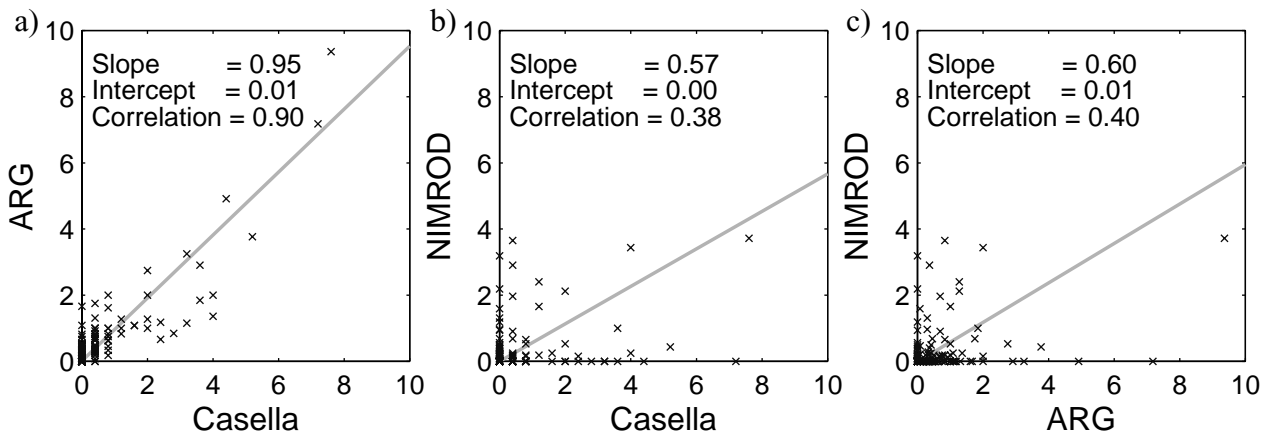 a)
10
8
6
4
2
0
ARG
Slope = 0.95
Intercept = 0.01
Correlation = 0.90
0 2 4 6 8 10
Casella
b)
10
8
6
4
2
0
NIMROD
Slope = 0.57
Intercept = 0.00
Correlation = 0.38
0 2 4 6 8 10
Casella
c)
10
8
6
4
2
0
NIMROD
Slope = 0.60
Intercept = 0.01
Correlation = 0.40
0 2 4 6 8 10
ARG